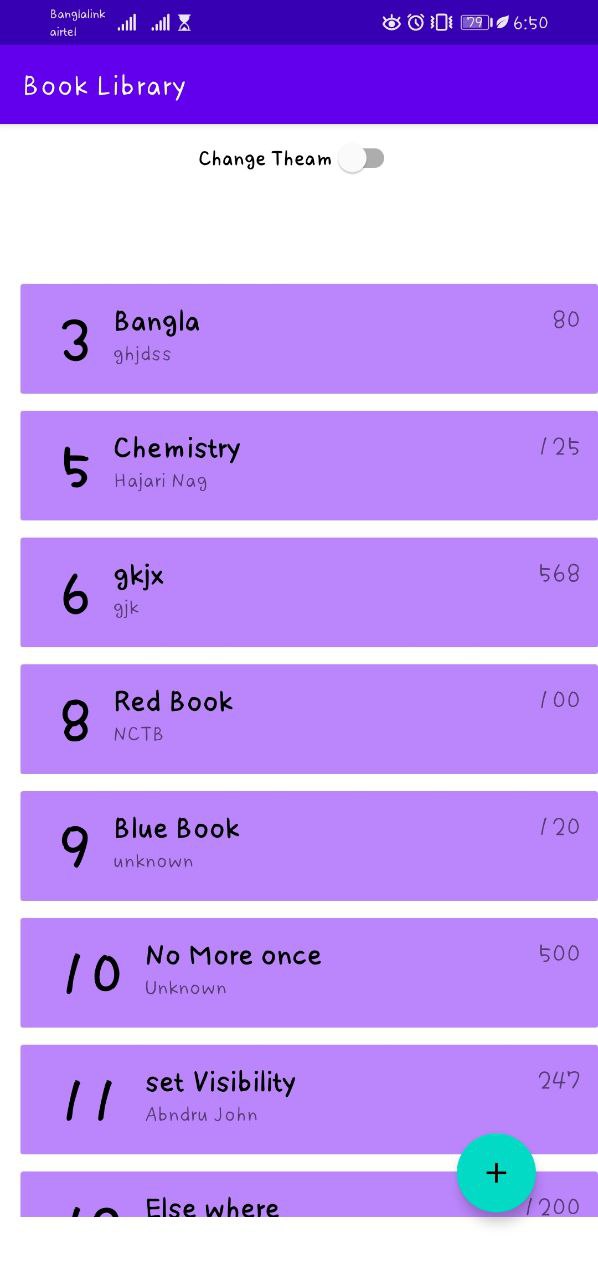 Banglalink
airtel
79
6:50
Book Library
Change Theam
3
Bangla
80
ghjdss
5
Chemistry
125
Hajari Nag
6
gkjx
568
gjk
8
Red Book
100
NCTB
9
Blue Book
120
unknown
10
No More once
500
Unknown
11
set Visibility
247
Abndru John
Else where
1200
+